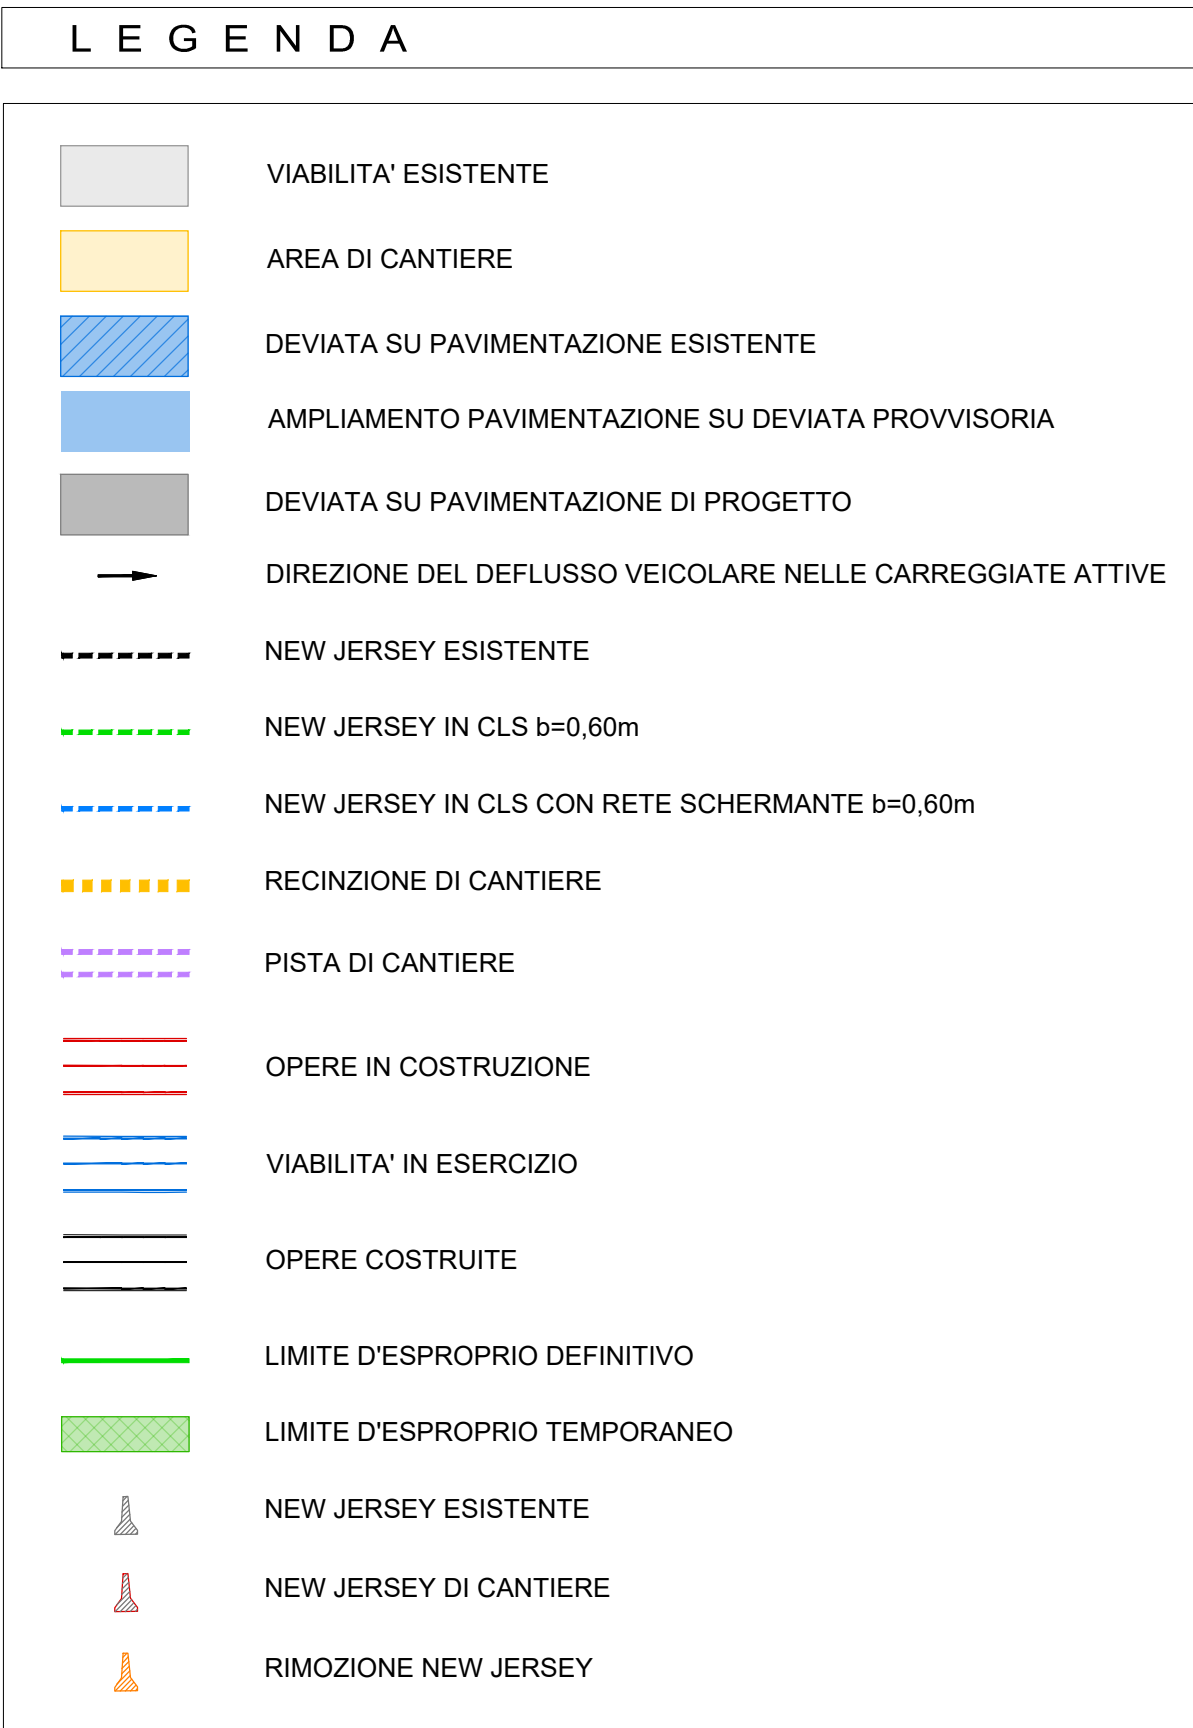 LEGENDA
VIABILITA' ESISTENTE
AREA DI CANTIERE
DEVIATA SU PAVIMENTAZIONE ESISTENTE
AMPLIAMENTO PAVIMENTAZIONE SU DEVIATA PROVVISORIA
DEVIATA SU PAVIMENTAZIONE DI PROGETTO
DIREZIONE DEL DEFLUSSO VEICOLARE NELLE CARREGGIATE ATTIVE
NEW JERSEY ESISTENTE
NEW JERSEY IN CLS b=0,60m
NEW JERSEY IN CLS CON RETE SCHERMANTE b=0,60m
RECINZIONE DI CANTIERE
PISTA DI CANTIERE
OPERE IN COSTRUZIONE
VIABILITA' IN ESERCIZIO
OPERE COSTRUITE
LIMITE D'ESPROPRIO DEFINITIVO
LIMITE D'ESPROPRIO TEMPORANEO
NEW JERSEY ESISTENTE
NEW JERSEY DI CANTIERE
RIMOZIONE NEW JERSEY